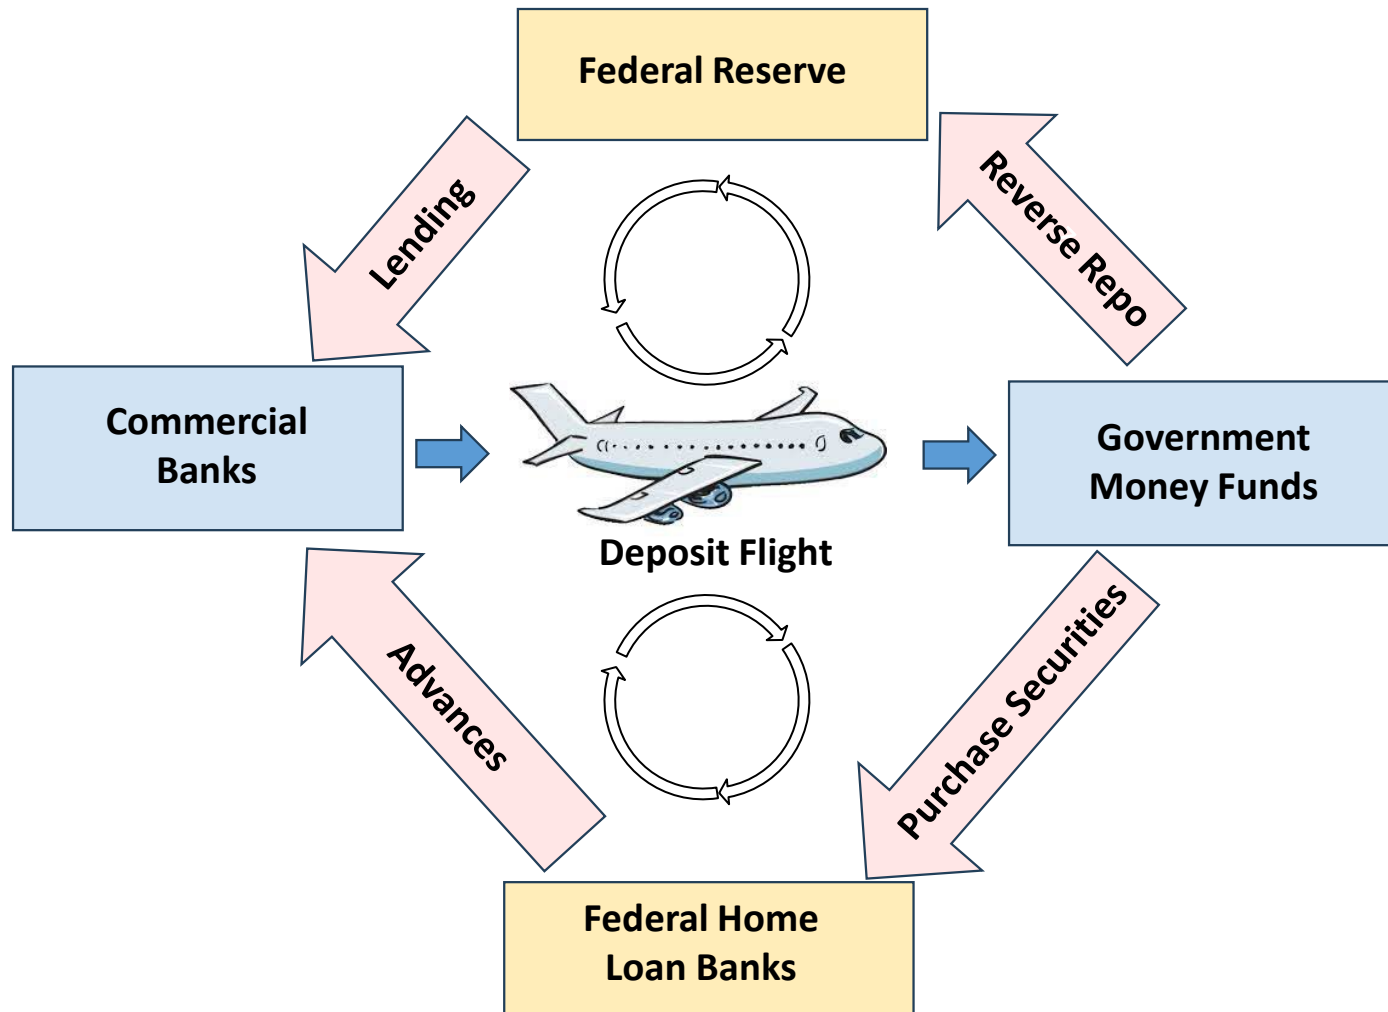 Federal Reserve
Lending
Reverse Repo
Commercial
Banks
Government
Money Funds
Deposit Flight
Advances
Purchase Securities
Federal Home
Loan Banks